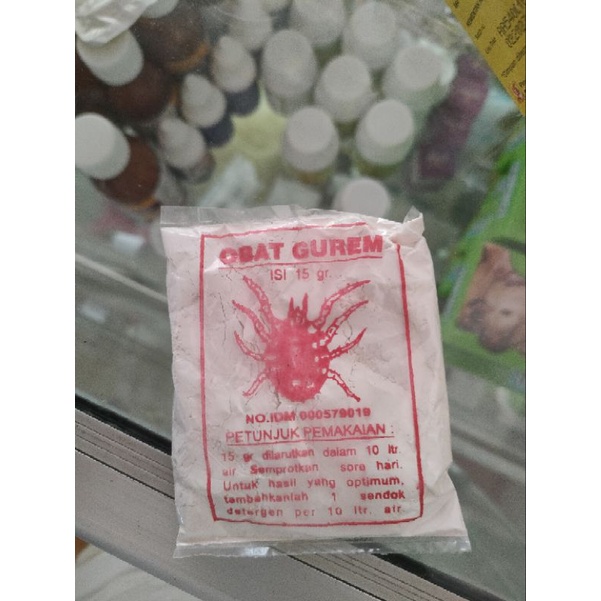 OBAT GUREM
ISI 15 gr.
NO.IDM 000579019
PETUNJUK PEMAKAIAN :
15 gr dilarutkan dalam 10 ltr.
air Semprotkan sore hari.
Untuk hasil yang optimum,
tambahkanlah 1 sendok
detergen per 10 ltr. air